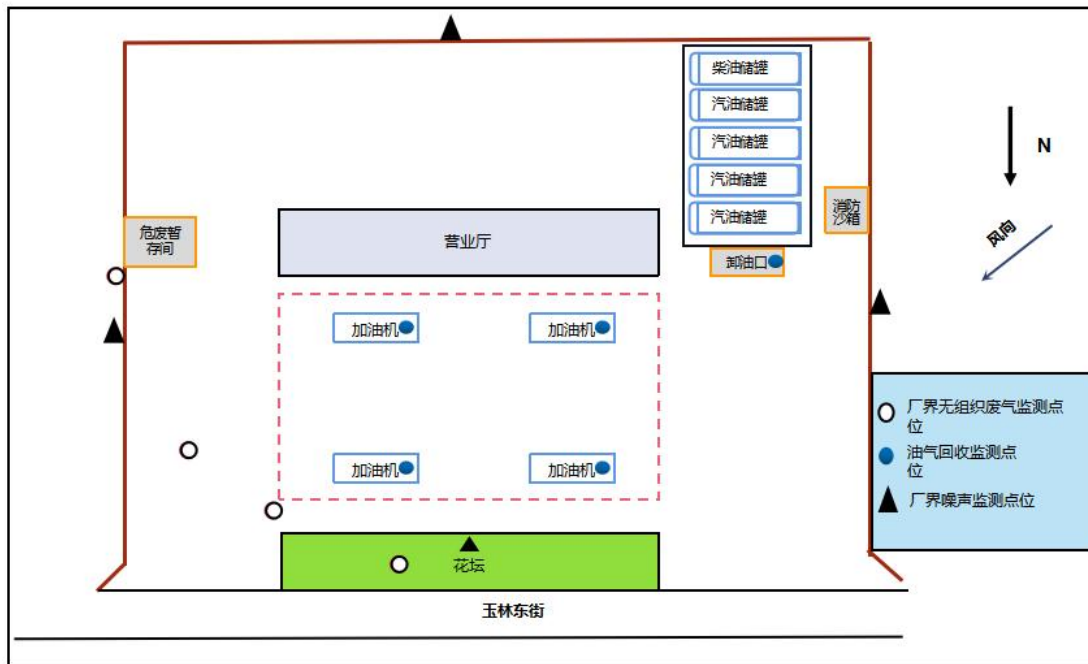 柴油储罐
汽油储罐
汽油储罐
汽油储罐
汽油储罐
N
消防
沙箱
风向
危废暂
存间
营业厅
卸油口
加油机
加油机
加油机
加油机
厂界无组织废气监测点
位
油气回收监测点
位
厂界噪声监测点位
花坛
玉林东街